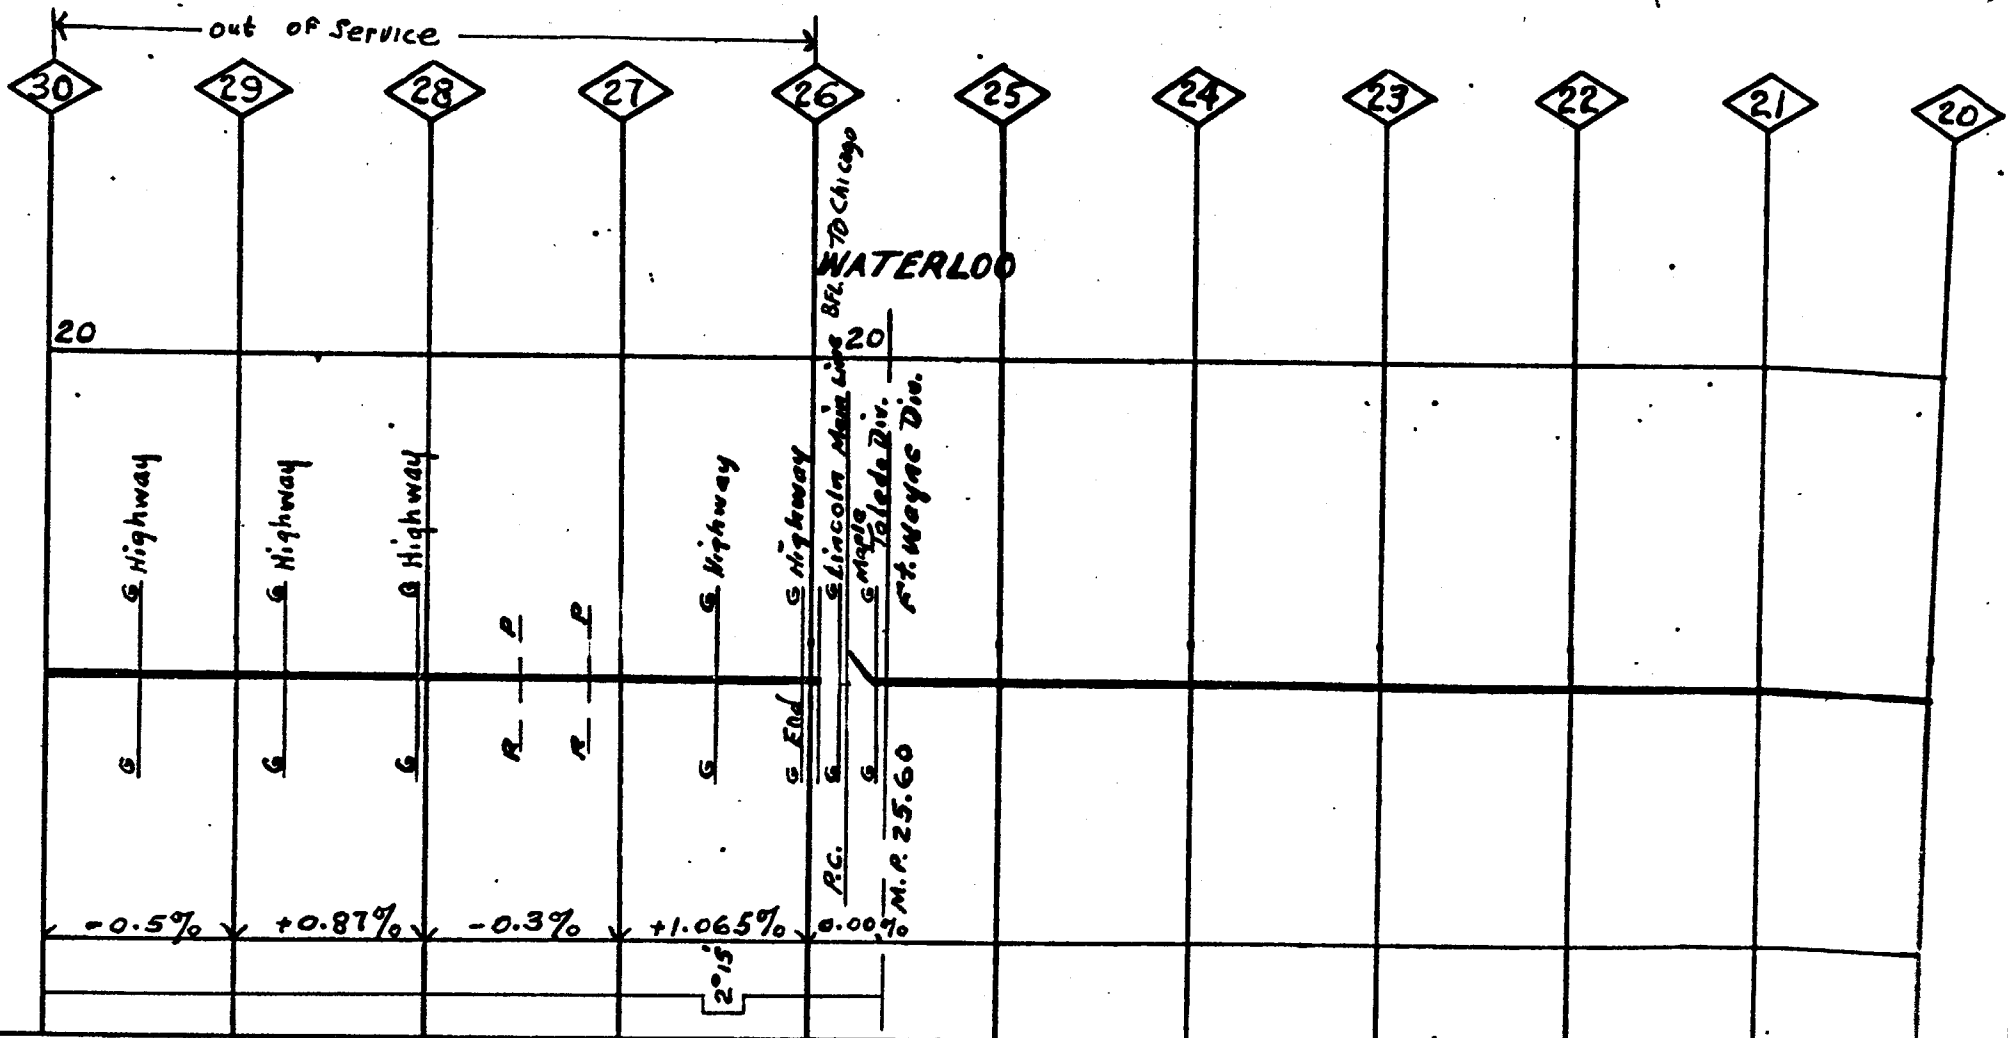 out of Service
30 29 28 27 26 25 24 23 22 21 20
WATERLOO
20 20
G Highway G
G Highway G
G Highway G
P R
P R
G Highway G
G Highway G
End
G Lincoln G
Main Line BFL. TO Chicago
P.C.
G Maple G
Toledo Div.
Ft. Wayne Div.
M.P. 25.60
-0.5% +0.87% -0.3% +1.065% 0.00%
2°15'